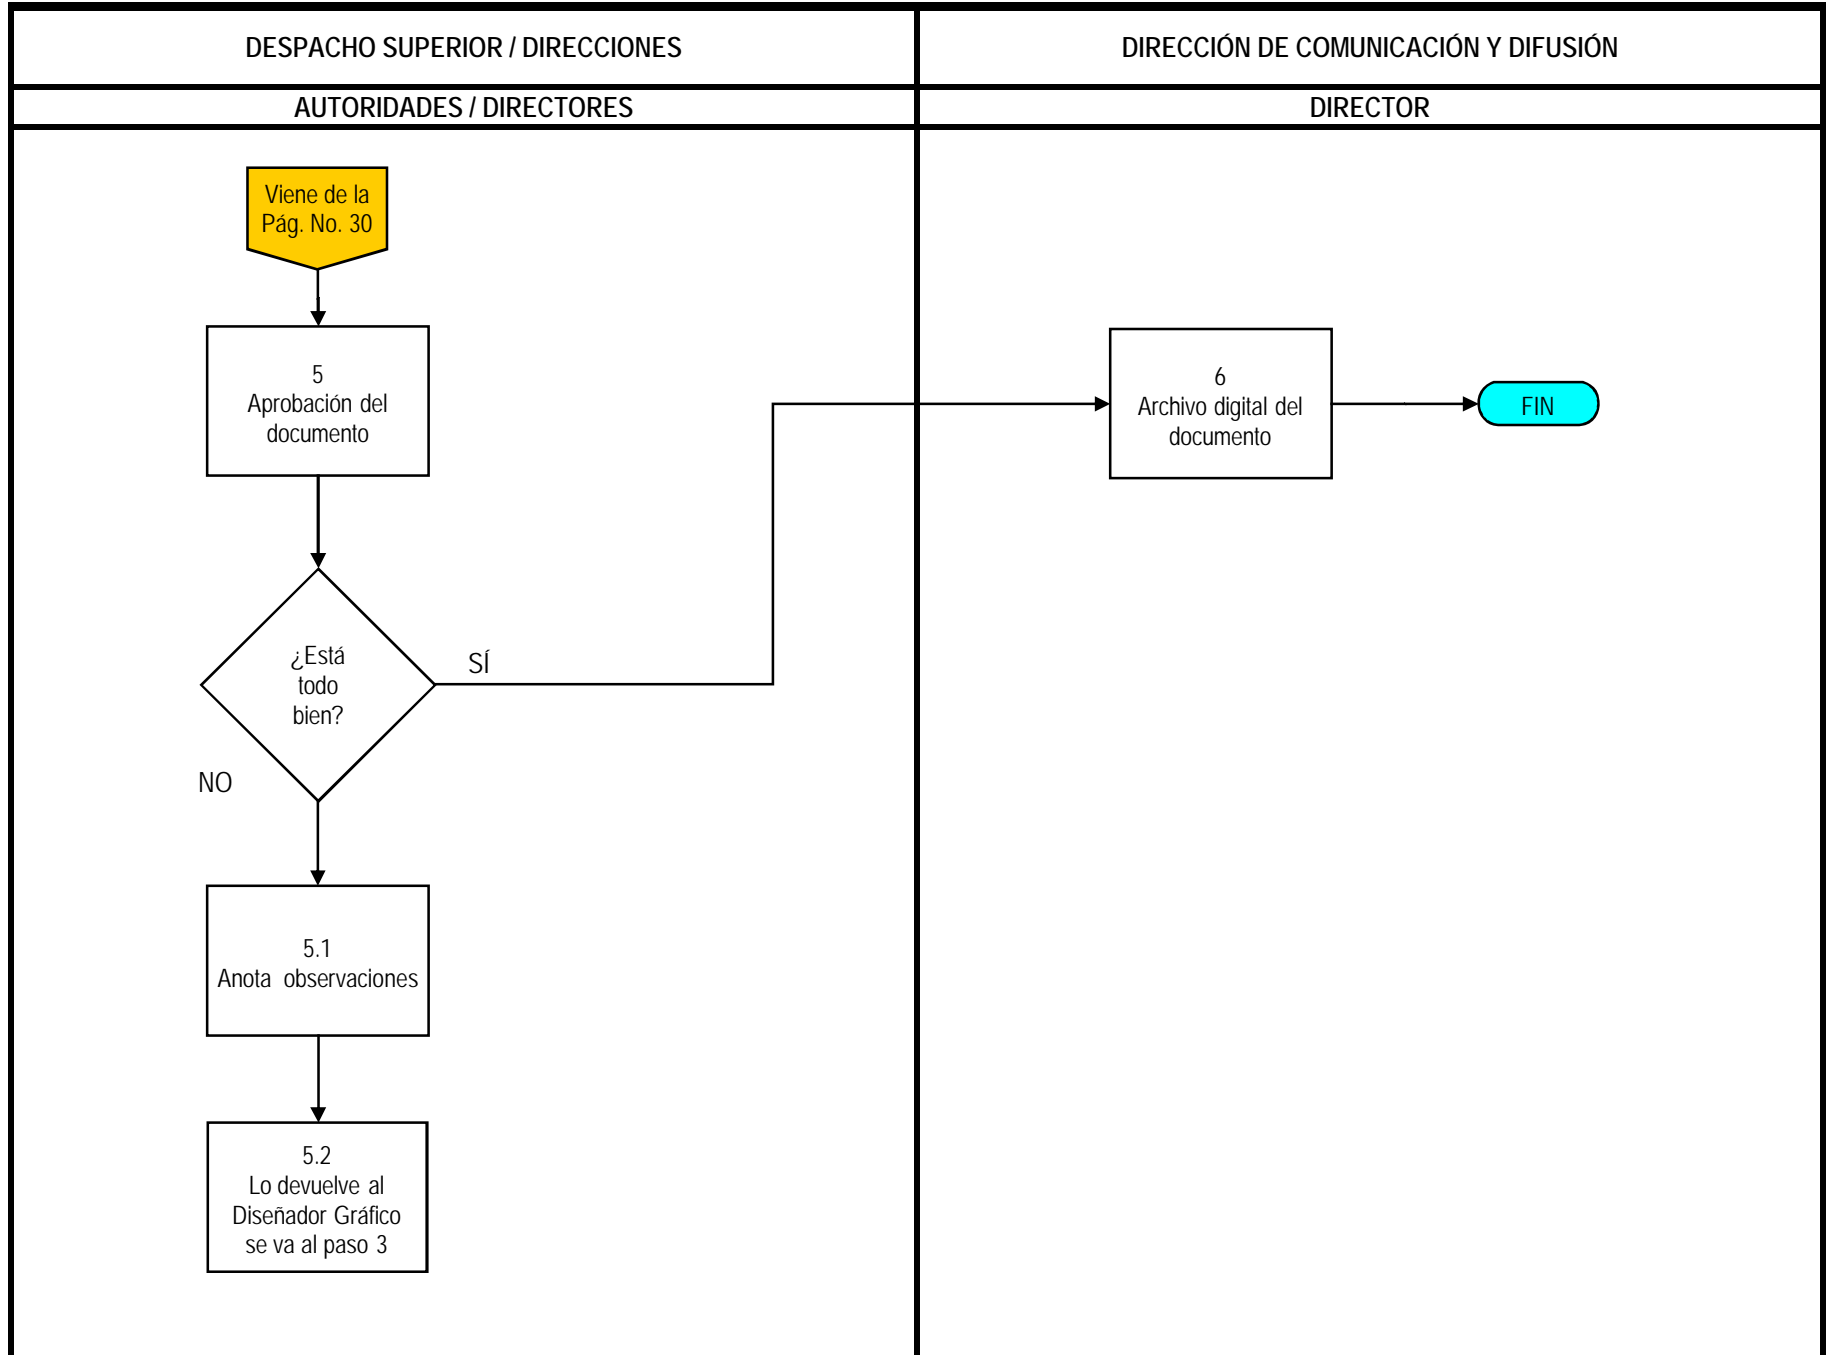 DESPACHO SUPERIOR / DIRECCIONES
DIRECCIÓN DE COMUNICACIÓN Y DIFUSIÓN
AUTORIDADES / DIRECTORES
DIRECTOR
Viene de la
Pág. No. 30
5
Aprobación del
documento
6
Archivo digital del
documento
FIN
¿Está
todo
bien?
SÍ
NO
5.1
Anota observaciones
5.2
Lo devuelve al
Diseñador Gráfico
se va al paso 3